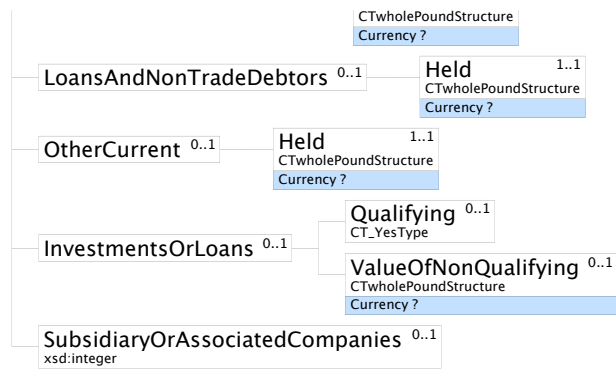 CTwholePoundStructure
Currency ?
LoansAndNonTradeDebtors 0..1
Held 1..1
CTwholePoundStructure
Currency ?
OtherCurrent 0..1
Held 1..1
CTwholePoundStructure
Currency ?
Qualifying 0..1
CT_YesType
InvestmentsOrLoans 0..1
ValueOfNonQualifying 0..1
CTwholePoundStructure
Currency ?
SubsidiaryOrAssociatedCompanies 0..1
xsd:integer